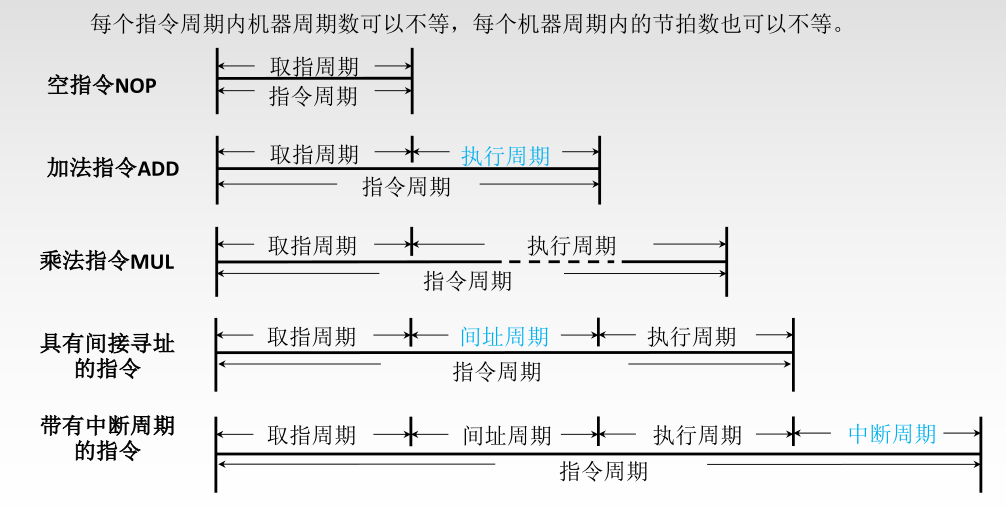 每个指令周期内机器周期数可以不等，每个机器周期内的节拍数也可以不等。
空指令NOP
取指周期
指令周期
加法指令ADD
取指周期 执行周期
指令周期
乘法指令MUL
取指周期 执行周期
指令周期
具有间接寻址
的指令
取指周期 间址周期 执行周期
指令周期
带有中断周期
的指令
取指周期 间址周期 执行周期 中断周期
指令周期